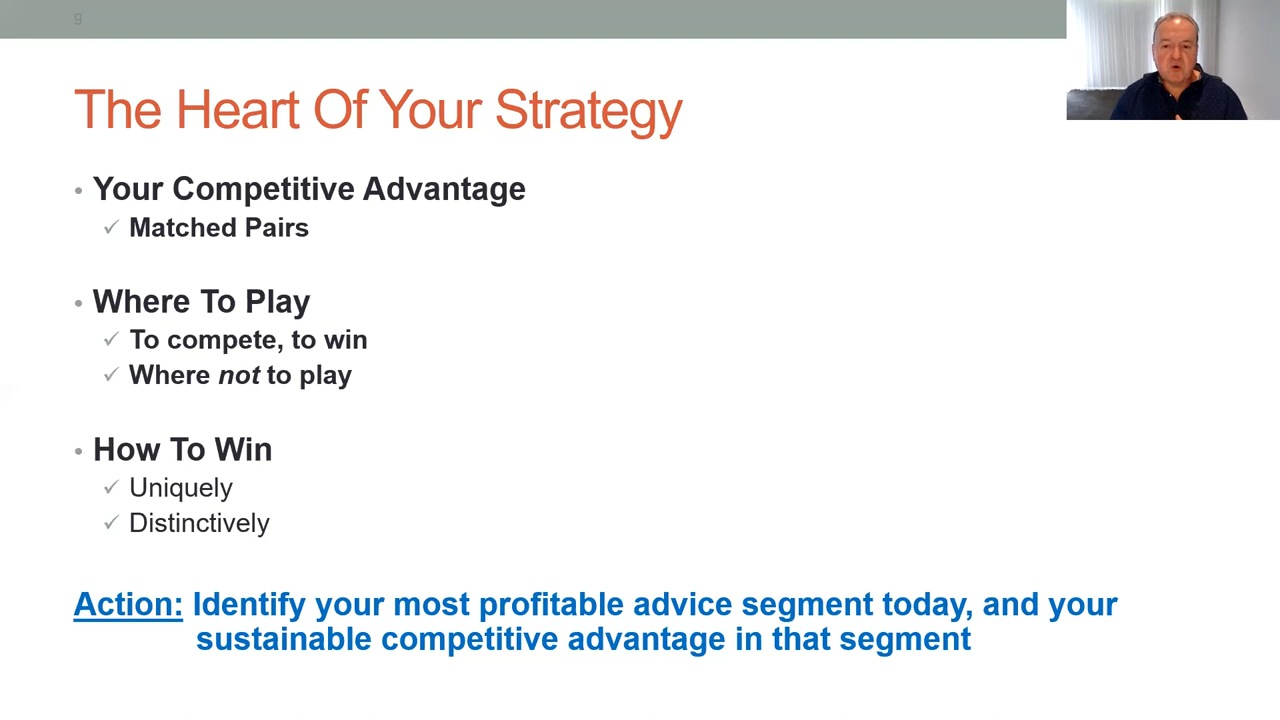 9
The Heart Of Your Strategy
• Your Competitive Advantage
✓ Matched Pairs
• Where To Play
✓ To compete, to win
✓ Where not to play
• How To Win
✓ Uniquely
✓ Distinctively
Action: Identify your most profitable advice segment today, and your
sustainable competitive advantage in that segment